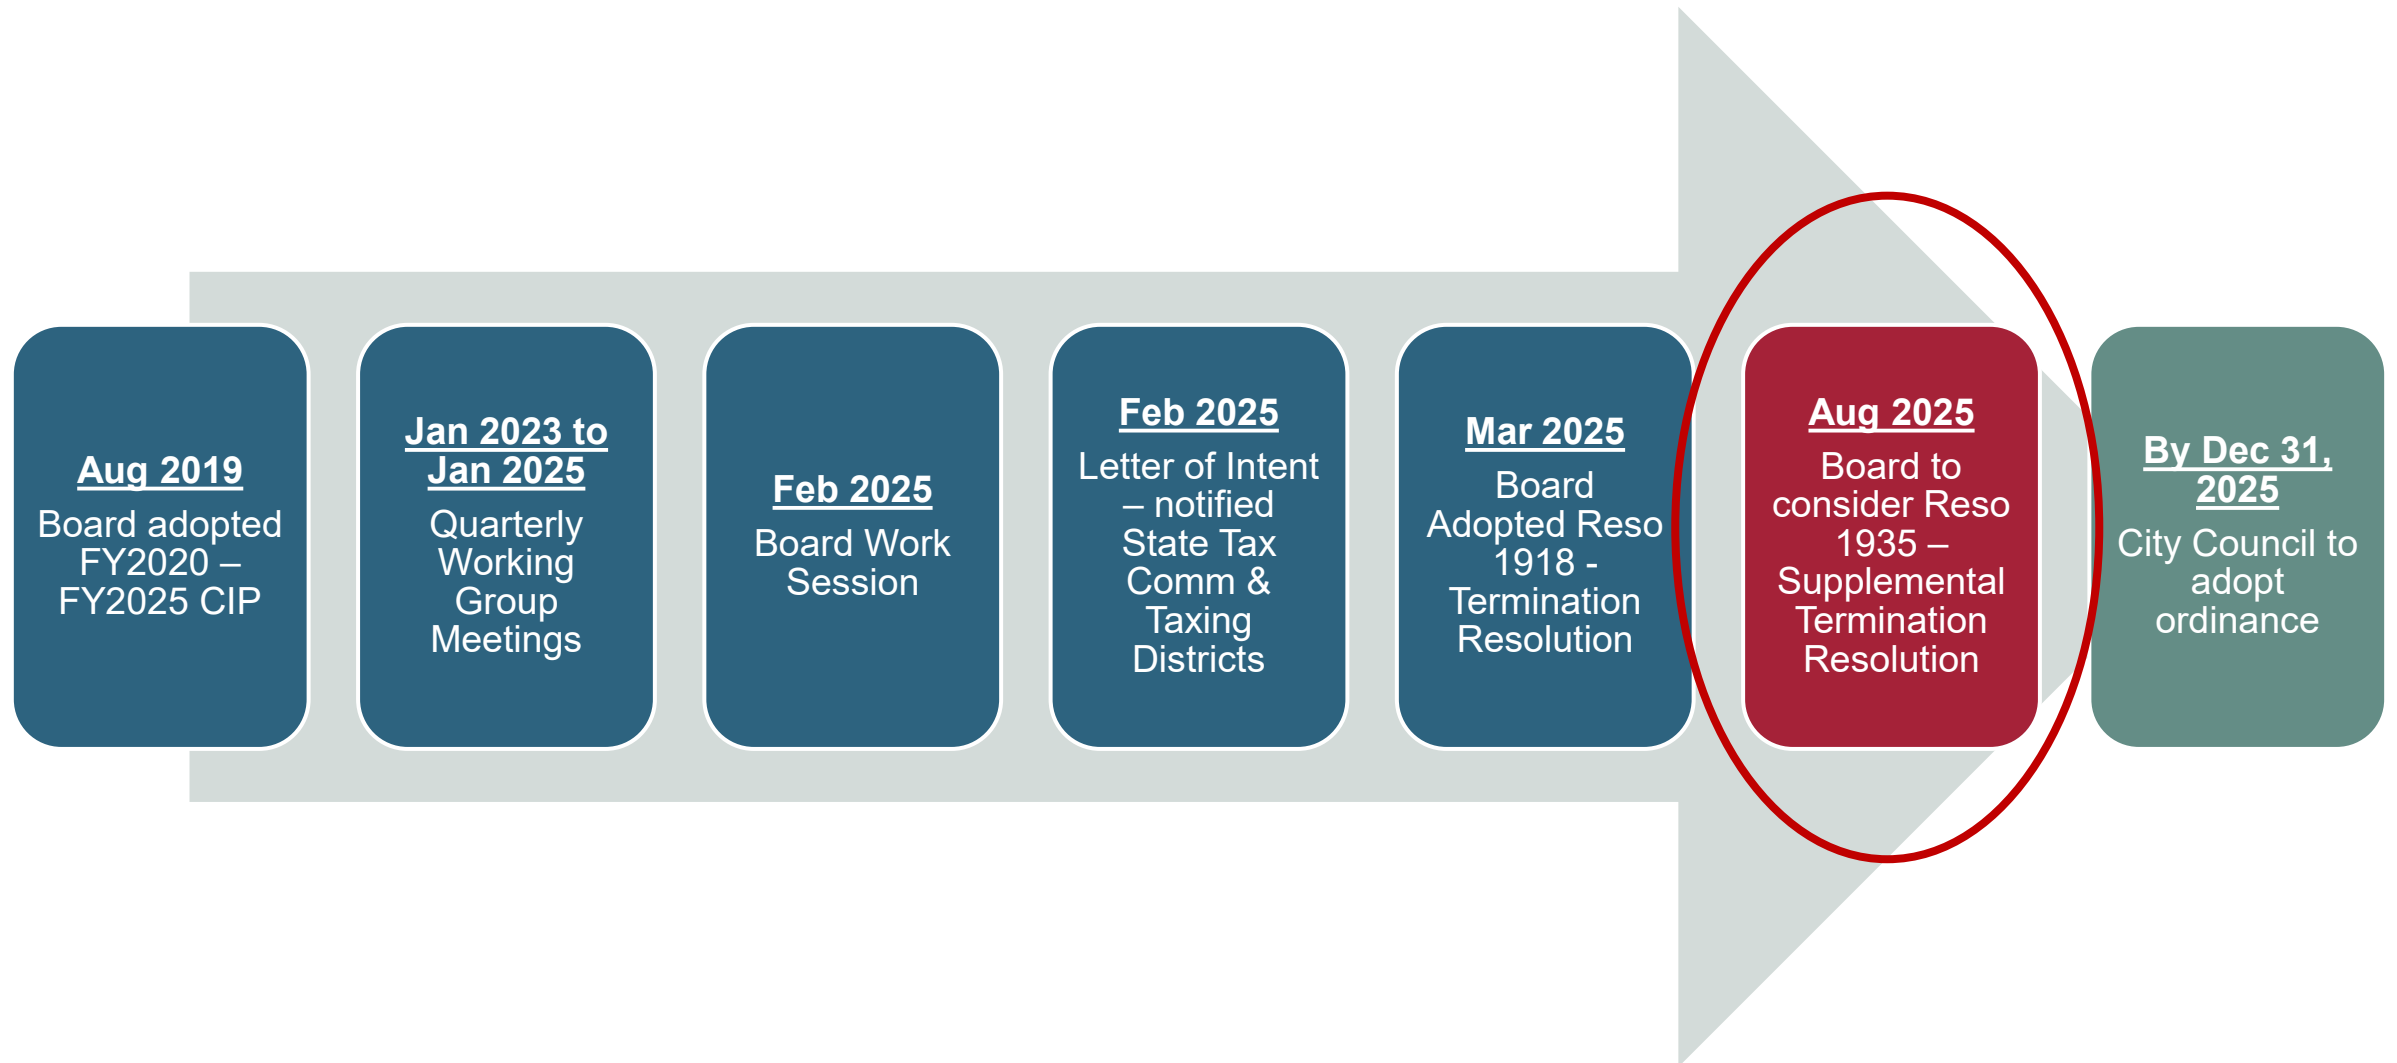 Aug 2019
Board adopted
FY2020 –
FY2025 CIP
Jan 2023 to
Jan 2025
Quarterly
Working
Group
Meetings
Feb 2025
Board Work
Session
Feb 2025
Letter of Intent
– notified
State Tax
Comm &
Taxing
Districts
Mar 2025
Board
Adopted Reso
1918 -
Termination
Resolution
Aug 2025
Board to
consider Reso
1935 –
Supplemental
Termination
Resolution
By Dec 31,
2025
City Council to
adopt
ordinance